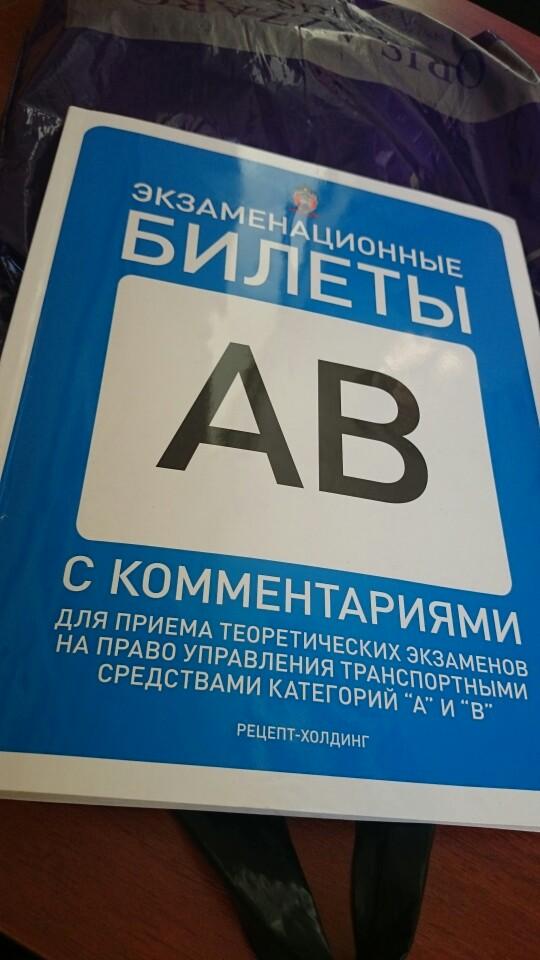 ЭКЗАМЕНАЦИОННЫЕ
БИЛЕТЫ
АВ
С КОММЕНТАРИЯМИ
ДЛЯ ПРИЕМА ТЕОРЕТИЧЕСКИХ ЭКЗАМЕНОВ
НА ПРАВО УПРАВЛЕНИЯ ТРАНСПОРТНЫМИ
СРЕДСТВАМИ КАТЕГОРИЙ "А" И "В"
РЕЦЕПТ-ХОЛДИНГ